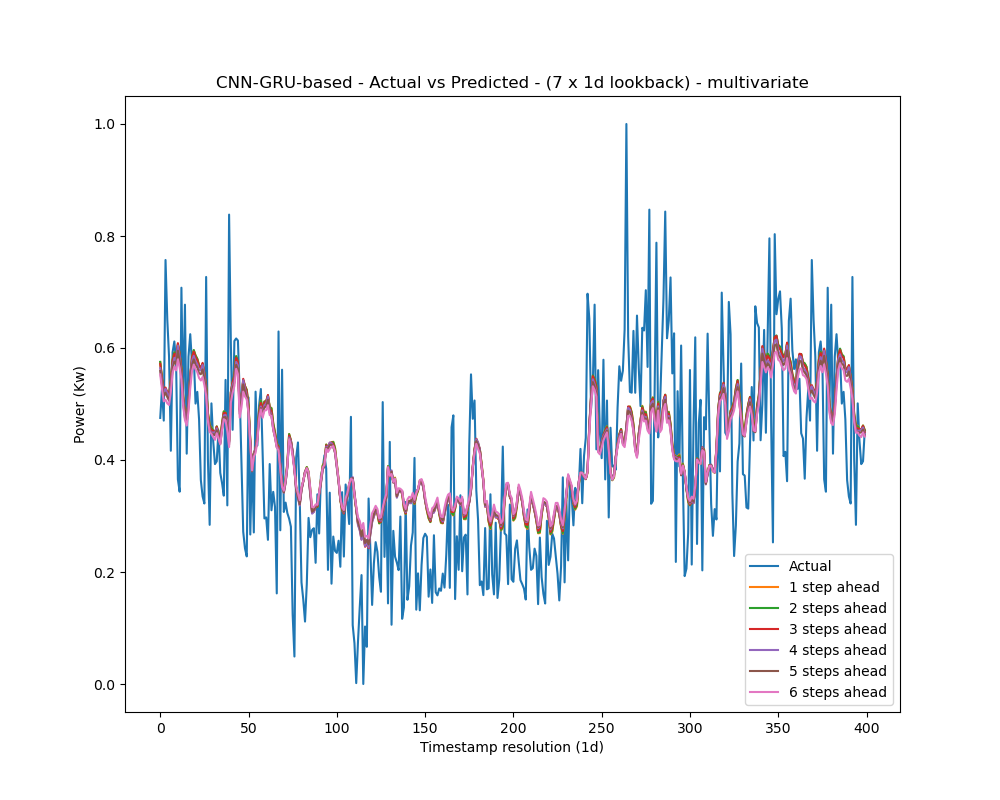 CNN-GRU-based - Actual vs Predicted - (7 x 1d lookback) - multivariate
1.0
0.8
0.6
0.4
0.2
0.0
Power (Kw)
0 50 100 150 200 250 300 350 400
Timestamp resolution (1d)
Actual
1 step ahead
2 steps ahead
3 steps ahead
4 steps ahead
5 steps ahead
6 steps ahead